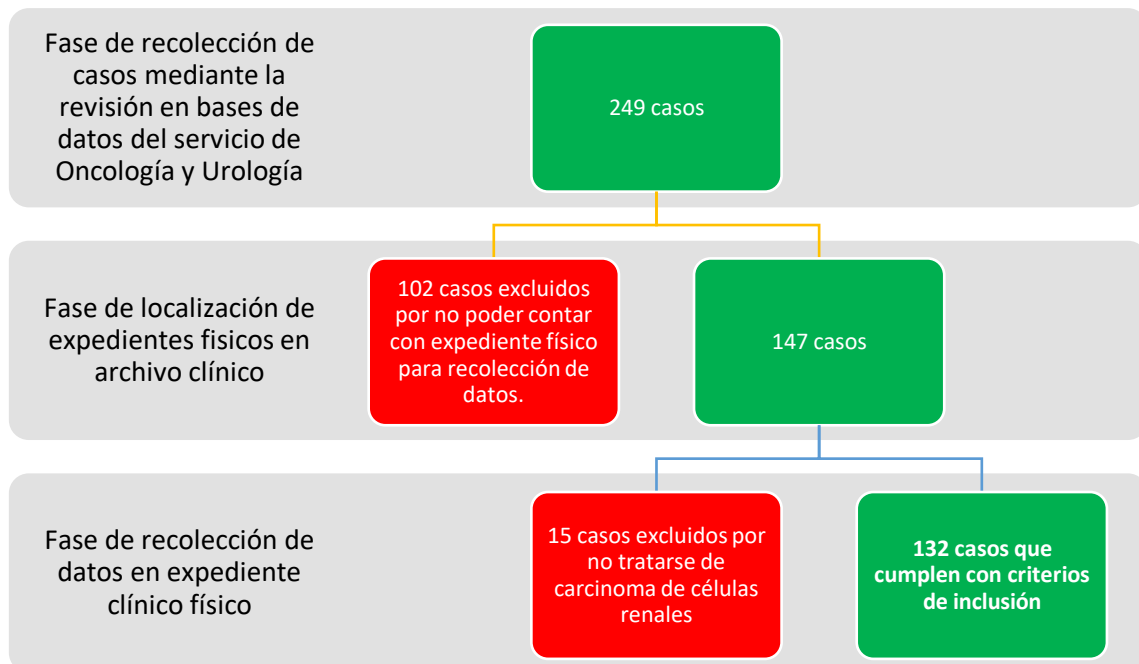 Fase de recolección de
casos mediante la
revisión en bases de
datos del servicio de
Oncología y Urología
249 casos
Fase de localización de
expedientes fisicos en
archivo clínico
102 casos excluidos
por no poder contar
con expediente físico
para recolección de
datos.
147 casos
Fase de recolección de
datos en expediente
clínico físico
15 casos excluidos por
no tratarse de
carcinoma de células
renales
132 casos que
cumplen con criterios
de inclusión